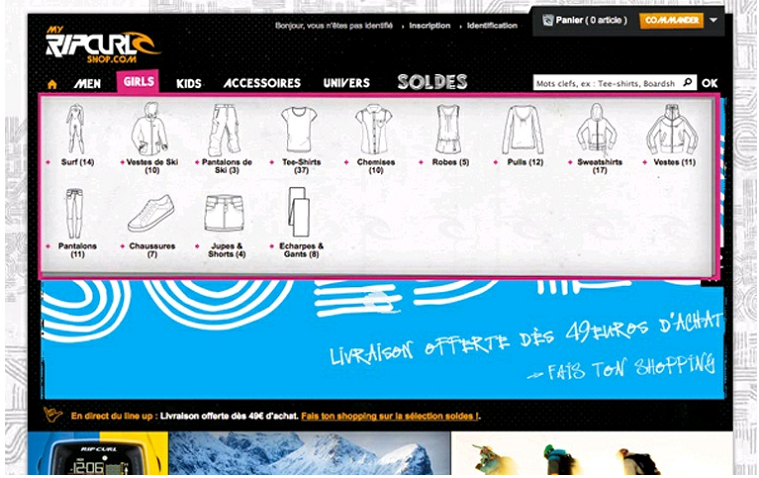 Bonjour, vous n'êtes pas identifié
Inscription
Identification
Panier ( 0 article )
COMMANDER
MY
RIPCURL
SHOP.COM
MEN
GIRLS
KIDS
ACCESSOIRES
UNIVERS
SOLDES
Mots clefs, ex : Tee-shirts, Boardsh
OK
Surf (14)
Vestes de Ski
(10)
Pantalons de
Ski (3)
Tee-Shirts
(37)
Chemises
(10)
Robes (5)
Pulls (12)
Sweatshirts
(17)
Vestes (11)
Pantalons
(11)
Chaussures
(7)
Jupes &
Shorts (4)
Echarpes &
Gants (8)
LIVRAISON OFFERTE DÈS 49EUROS D'ACHAT
FAIS TON SHOPPING
En direct du line up : Livraison offerte dès 49€ d'achat. Fais ton shopping sur la sélection soldes !.
RIP CURL
12:06